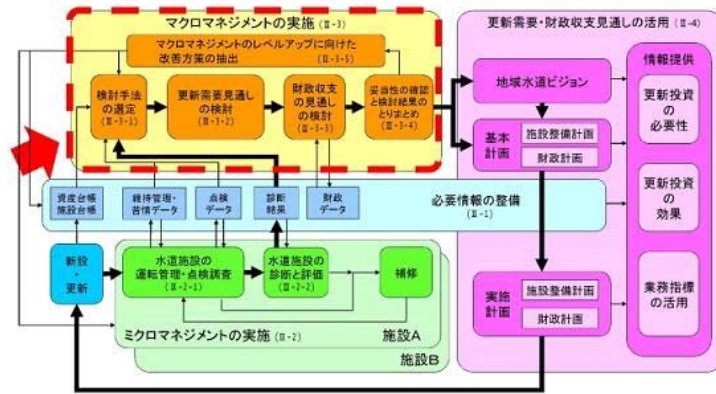 マクロマネジメントの実施(Ⅱ-3)
マクロマネジメントのレベルアップに向けた
改善方策の抽出
(Ⅱ-3-5)
検討手法
の選定
(Ⅱ-3-1)
更新需要見通し
の検討
(Ⅱ-3-2)
財政収支
の見通し
の検討
(Ⅱ-3-3)
妥当性の確認
と検討結果の
とりまとめ
(Ⅱ-3-4)
更新需要・財政収支見通しの活用(Ⅱ-4)
地域水道ビジョン
基本
計画
施設整備計画
財政計画
実施
計画
施設整備計画
財政計画
情報提供
更新投資
の
必要性
更新投資
の
効果
業務指標
の活用
資産台帳
施設台帳
維持管理・
苦情データ
点検
データ
診断
結果
財政
データ
必要情報の整備
(Ⅱ-1)
新設
・
更新
水道施設の
運転管理・点検調査
(Ⅱ-2-1)
水道施設の
診断と評価
(Ⅱ-2-2)
補修
ミクロマネジメントの実施(Ⅱ-2)
施設A
施設B